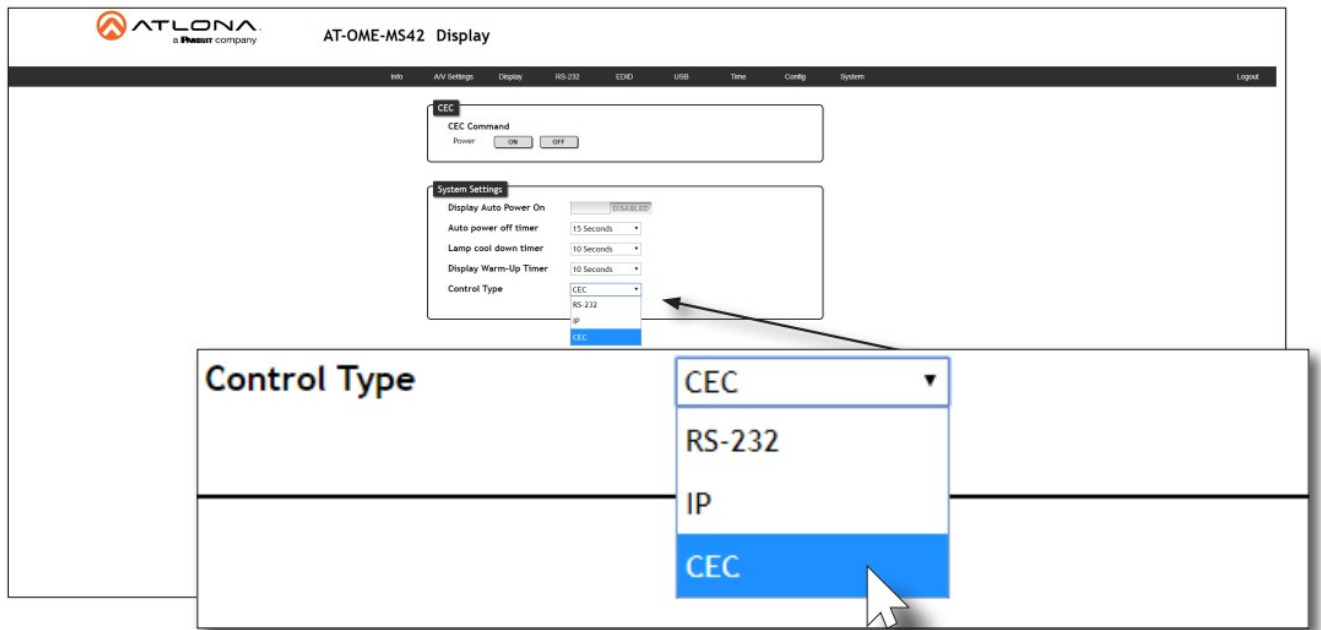 ATLONA.
a PANDUIT company
AT-OME-MS42 Display
Info A/V Settings Display RS-232 EDID USB Time Config System Logout
CEC
CEC Command
Power ON OFF
System Settings
Display Auto Power On DISABLED
Auto power off timer 15 Seconds
Lamp cool down timer 10 Seconds
Display Warm-Up Timer 10 Seconds
Control Type CEC
RS-232
IP
CEC
Control Type CEC
RS-232
IP
CEC